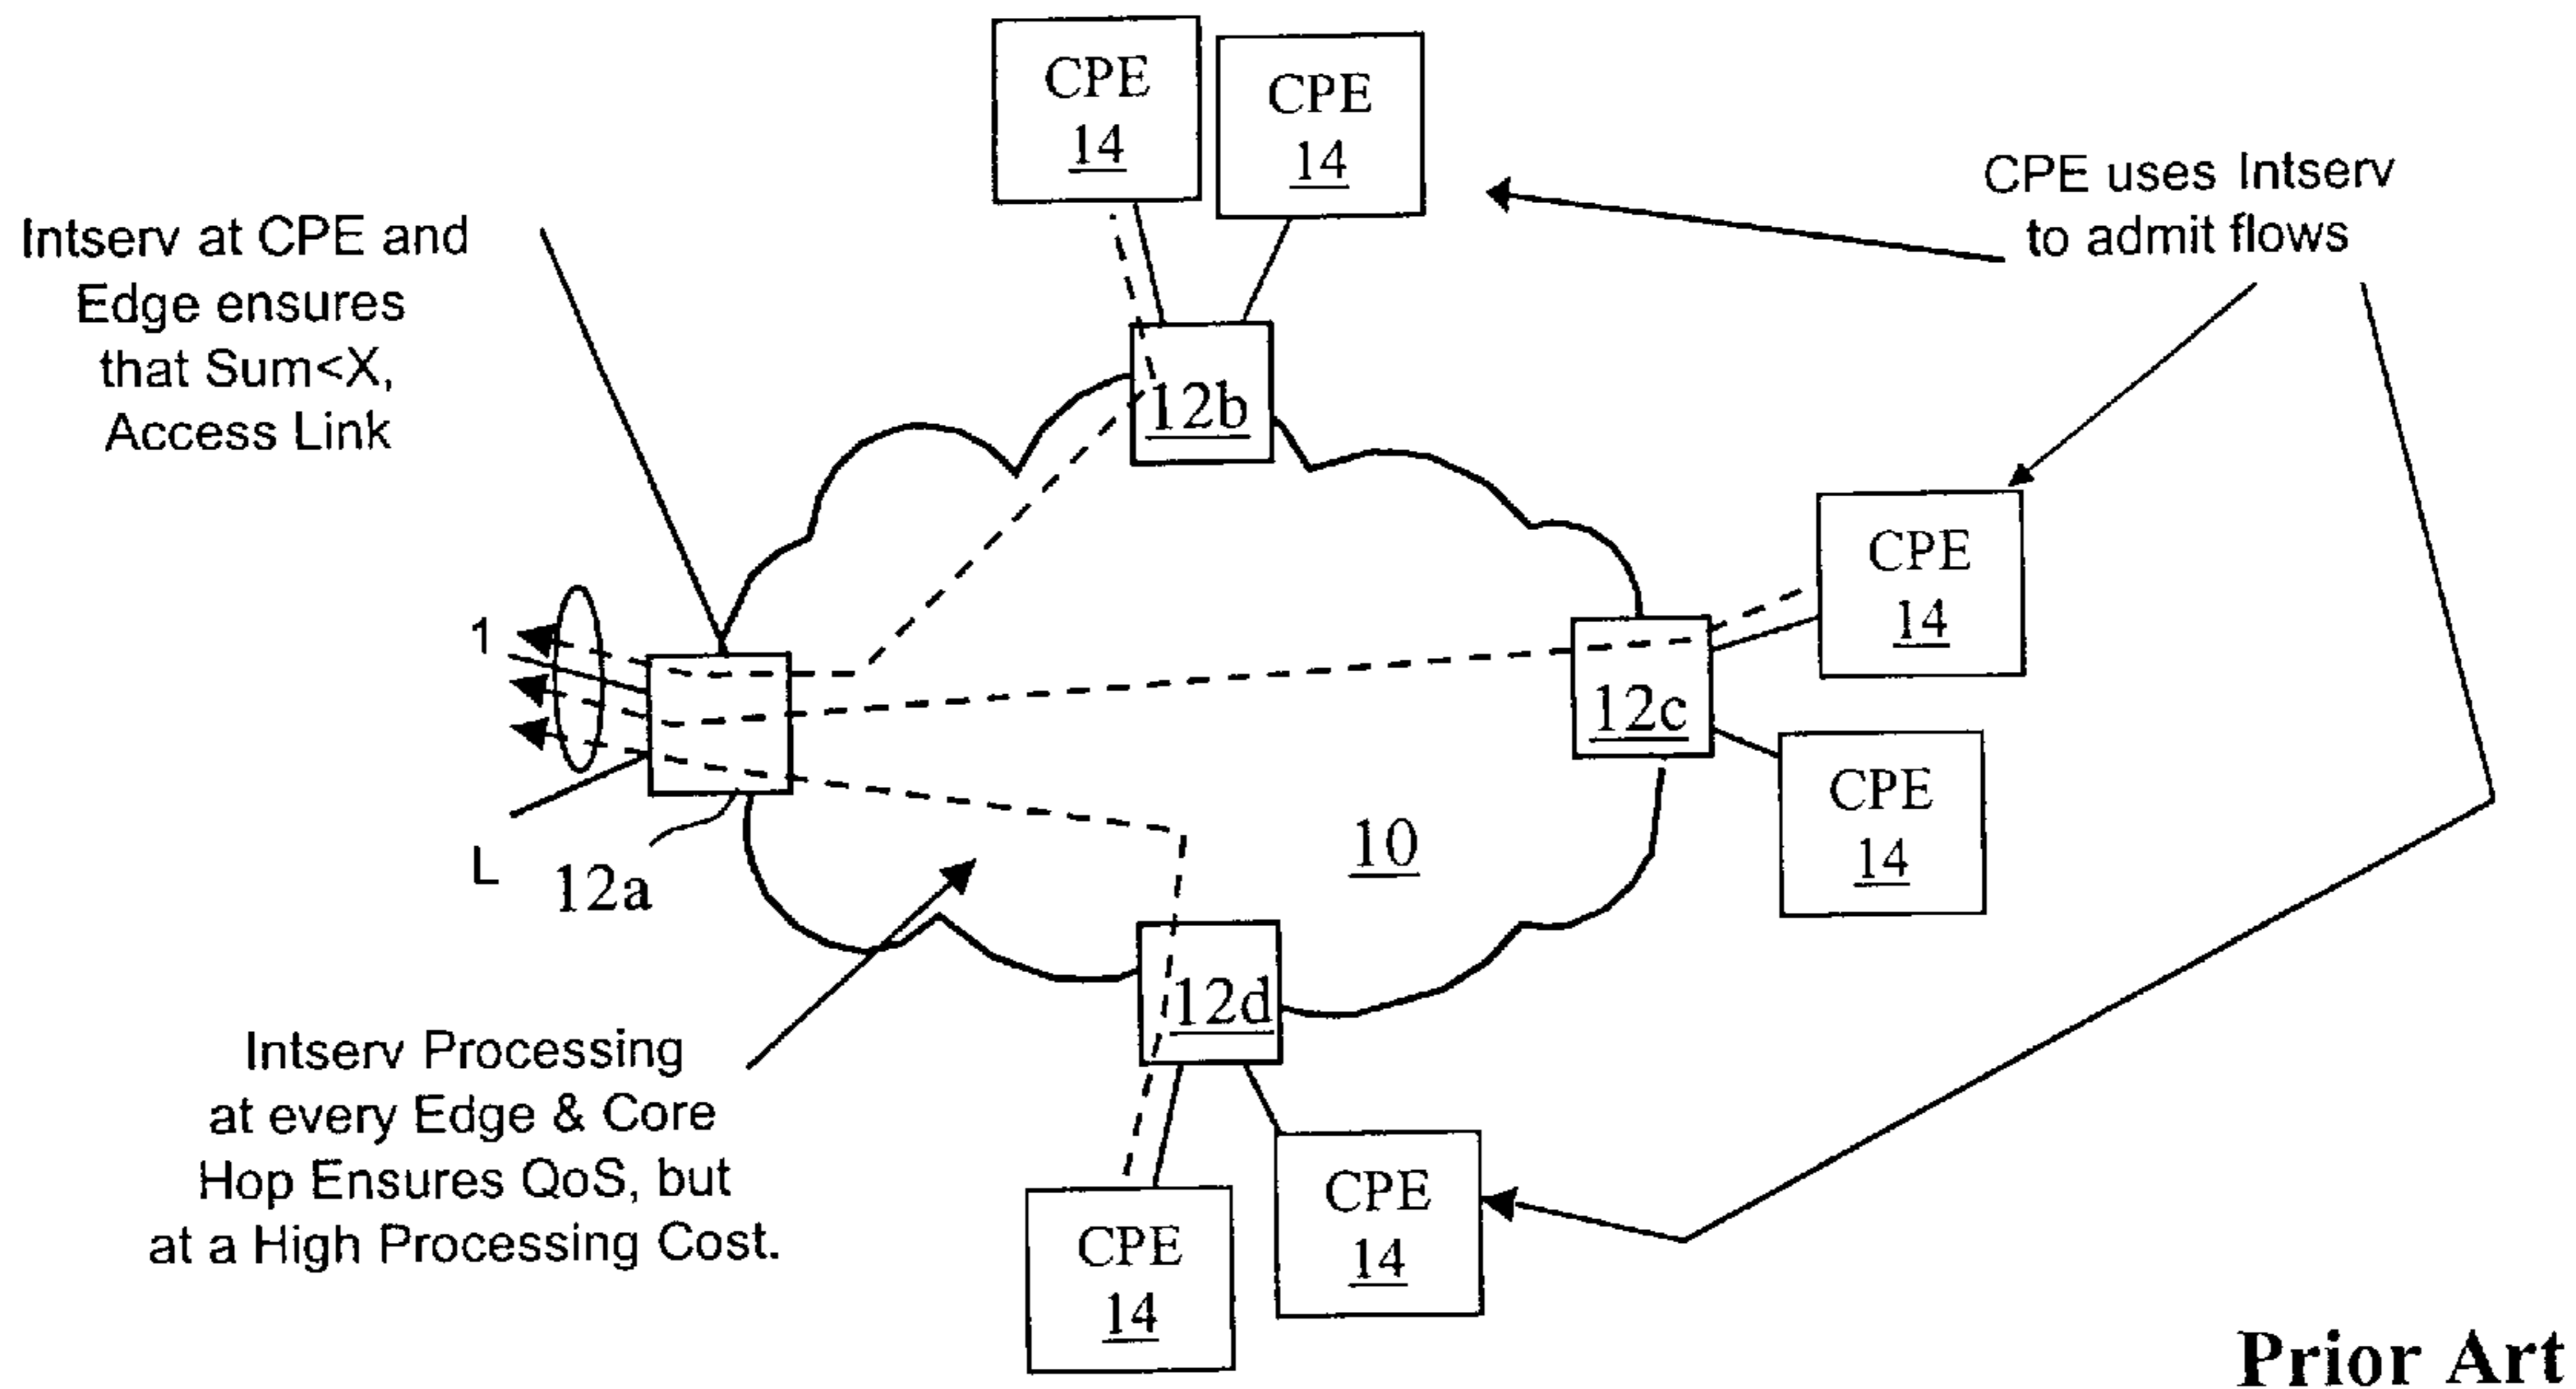 CPE
14
CPE
14
CPE uses Intserv
to admit flows
Intserv at CPE and
Edge ensures
that Sum<X,
Access Link
12b
CPE
14
1
12c
CPE
14
L
12a
10
12d
Intserv Processing
at every Edge & Core
Hop Ensures QoS, but
at a High Processing Cost.
CPE
14
CPE
14
Prior Art